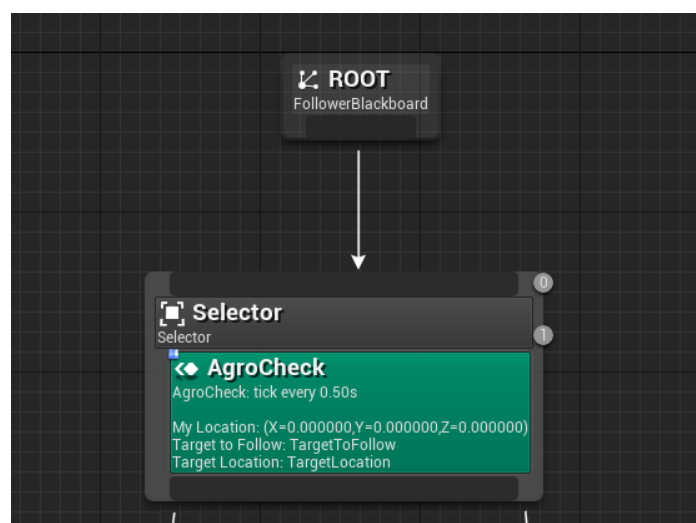 ROOT
FollowerBlackboard
0
Selector
Selector
1
AgroCheck
AgroCheck: tick every 0.50s
My Location: (X=0.000000,Y=0.000000,Z=0.000000)
Target to Follow: TargetToFollow
Target Location: TargetLocation